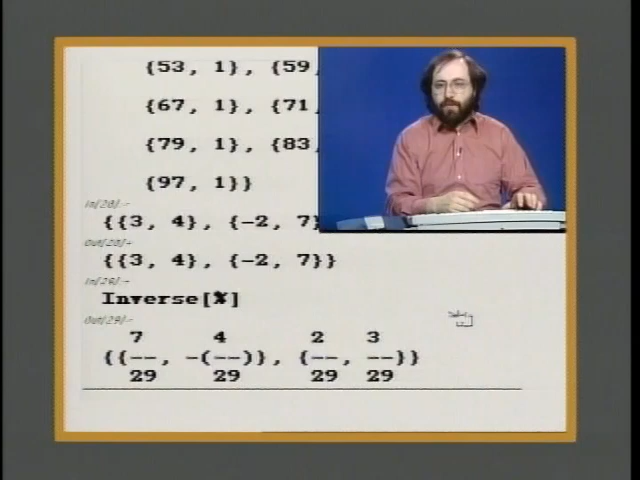 {53, 1}, {59,
{67, 1}, {71,
{79, 1}, {83,
{97, 1}}
In[28]:=
{{3, 4}, {-2, 7}
Out[28]=
{{3, 4}, {-2, 7}}
In[29]:=
Inverse[%]
Out[29]=
7 4 2 3
{{--, -(--)}, {--, --}}
29 29 29 29